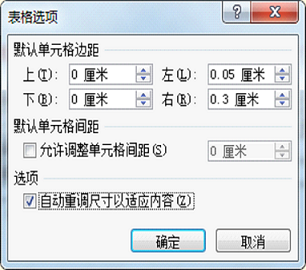 表格选项
默认单元格边距
上(T): 0 厘米 左(L): 0.05 厘米
下(B): 0 厘米 右(R): 0.3 厘米
默认单元格间距
允许调整单元格间距(S) 0 厘米
选项
自动重调尺寸以适应内容(Z)
确定 取消